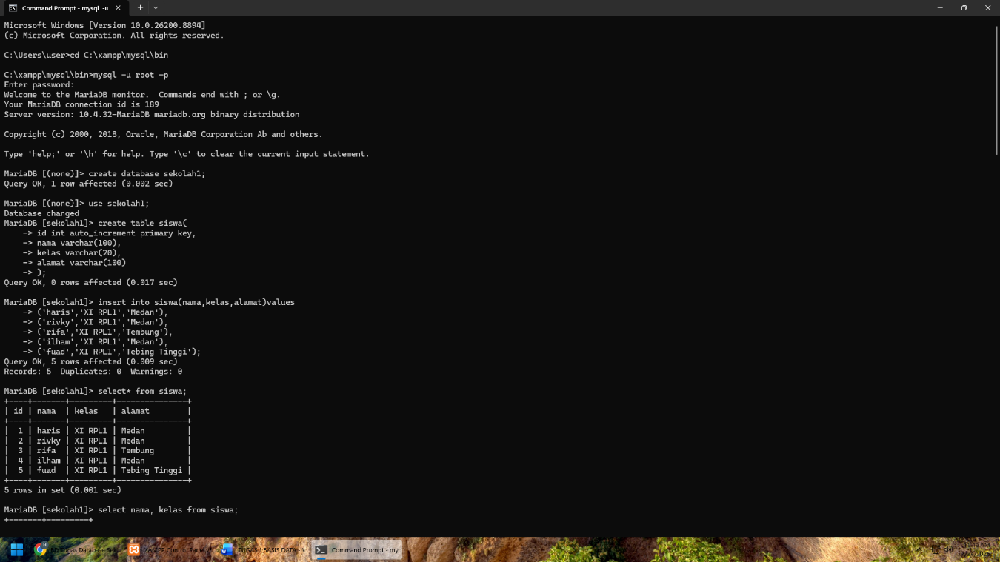 Command Prompt - mysql -u
Microsoft Windows [Version 10.0.26200.8894]
(c) Microsoft Corporation. All rights reserved.
C:\Users\user>cd C:\xampp\mysql\bin
C:\xampp\mysql\bin>mysql -u root -p
Enter password:
Welcome to the MariaDB monitor.  Commands end with ; or \g.
Your MariaDB connection id is 189
Server version: 10.4.32-MariaDB mariadb.org binary distribution
Copyright (c) 2000, 2018, Oracle, MariaDB Corporation Ab and others.
Type 'help;' or '\h' for help. Type '\c' to clear the current input statement.
MariaDB [(none)]> create database sekolah1;
Query OK, 1 row affected (0.002 sec)
MariaDB [(none)]> use sekolah1;
Database changed
MariaDB [sekolah1]> create table siswa(
    -> id int auto_increment primary key,
    -> nama varchar(100),
    -> kelas varchar(20),
    -> alamat varchar(100)
    -> );
Query OK, 0 rows affected (0.017 sec)
MariaDB [sekolah1]> insert into siswa(nama,kelas,alamat)values
    -> ('haris','XI RPL1','Medan'),
    -> ('rivky','XI RPL1','Medan'),
    -> ('rifa','XI RPL1','Tembung'),
    -> ('ilham','XI RPL1','Medan'),
    -> ('fuad','XI RPL1','Tebing Tinggi');
Query OK, 5 rows affected (0.009 sec)
Records: 5  Duplicates: 0  Warnings: 0
MariaDB [sekolah1]> select* from siswa;
+----+-------+---------+---------------+
| id | nama  | kelas   | alamat        |
+----+-------+---------+---------------+
|  1 | haris | XI RPL1 | Medan         |
|  2 | rivky | XI RPL1 | Medan         |
|  3 | rifa  | XI RPL1 | Tembung       |
|  4 | ilham | XI RPL1 | Medan         |
|  5 | fuad  | XI RPL1 | Tebing Tinggi |
+----+-------+---------+---------------+
5 rows in set (0.001 sec)
MariaDB [sekolah1]> select nama, kelas from siswa;
+-------+---------+
Tugas Database XAMPP Control Panel TUGAS 1 BASIS DATA - Command Prompt - my